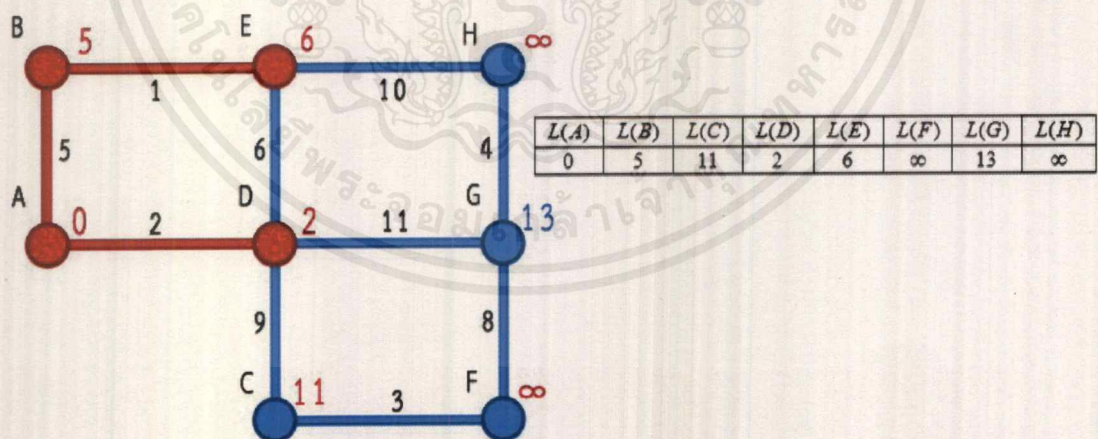 B 5 E 6 H ∞
1 10
5 6 4
A 0 D 2 G 13
2 11
9 8
C 11 F ∞
3
L(A) L(B) L(C) L(D) L(E) L(F) L(G) L(H)
0 5 11 2 6 ∞ 13 ∞